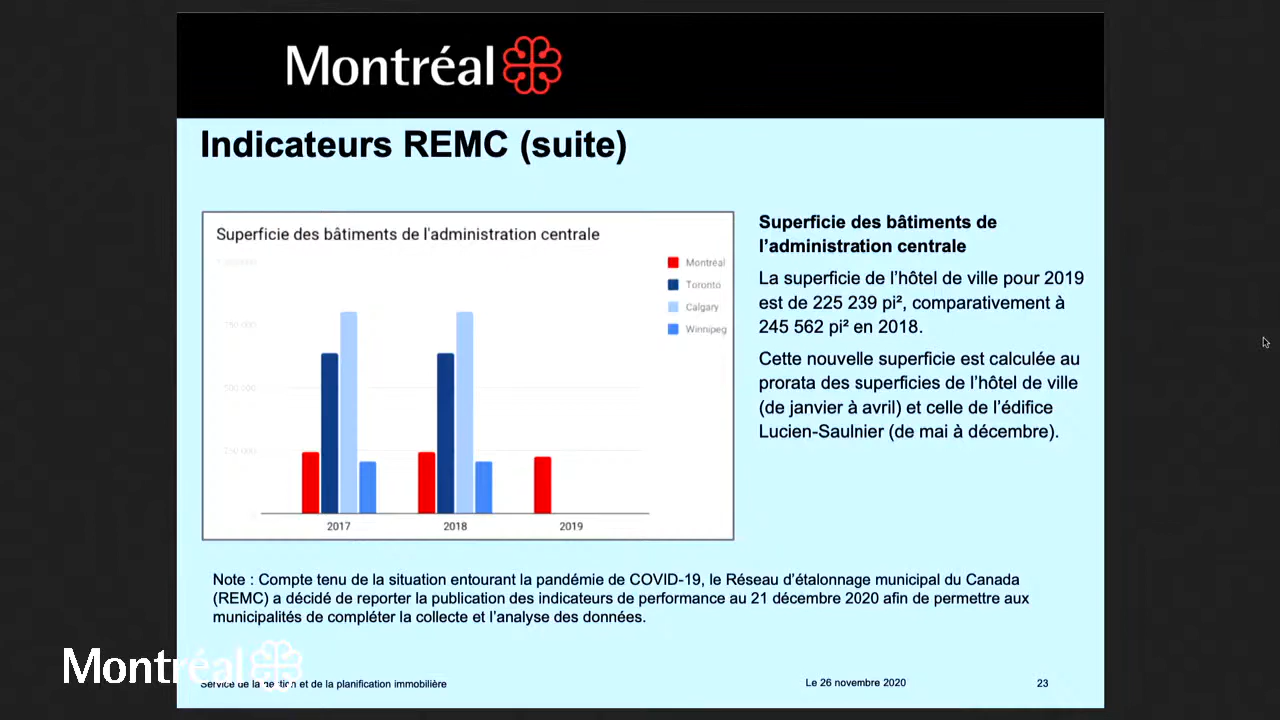 Montréal
Indicateurs REMC (suite)
Superficie des bâtiments de l'administration centrale
1 000 000
750 000
500 000
250 000
Montréal
Toronto
Calgary
Winnipeg
2017
2018
2019
Superficie des bâtiments de
l’administration centrale
La superficie de l’hôtel de ville pour 2019
est de 225 239 pi², comparativement à
245 562 pi² en 2018.
Cette nouvelle superficie est calculée au
prorata des superficies de l’hôtel de ville
(de janvier à avril) et celle de l’édifice
Lucien-Saulnier (de mai à décembre).
Note : Compte tenu de la situation entourant la pandémie de COVID-19, le Réseau d’étalonnage municipal du Canada
(REMC) a décidé de reporter la publication des indicateurs de performance au 21 décembre 2020 afin de permettre aux
municipalités de compléter la collecte et l’analyse des données.
Montréal
Service de la gestion et de la planification immobilière
Le 26 novembre 2020
23